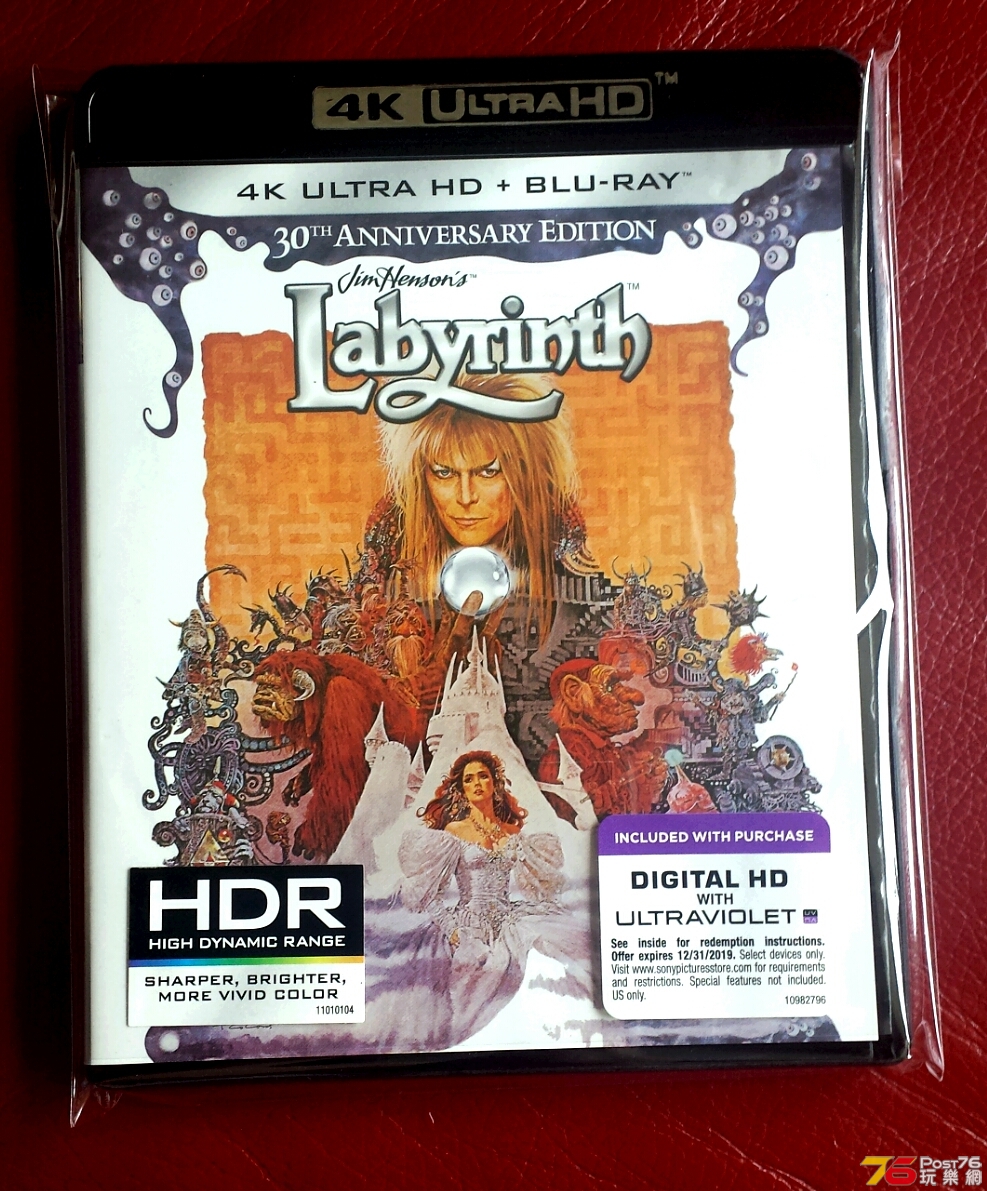 4K ULTRA HD™
4K ULTRA HD + BLU-RAY™
30TH ANNIVERSARY EDITION
Jim Henson's™
Labyrinth™
HDR
HIGH DYNAMIC RANGE
SHARPER, BRIGHTER,
MORE VIVID COLOR
11010104
INCLUDED WITH PURCHASE
DIGITAL HD
WITH
ULTRAVIOLET UV
See inside for redemption instructions.
Offer expires 12/31/2019. Select devices only.
Visit www.sonypicturesstore.com for requirements
and restrictions. Special features not included.
US only.
10982796
76 Post76
玩樂網